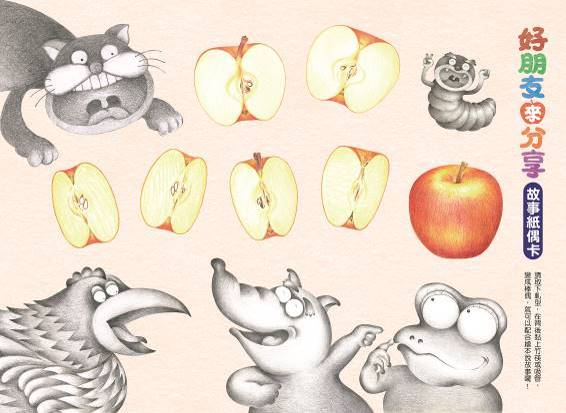 好朋友來分享
故事紙偶卡
請取下軋型，在背後黏上竹筷或吸管，
變成棒偶，就可以配合繪本說故事囉！